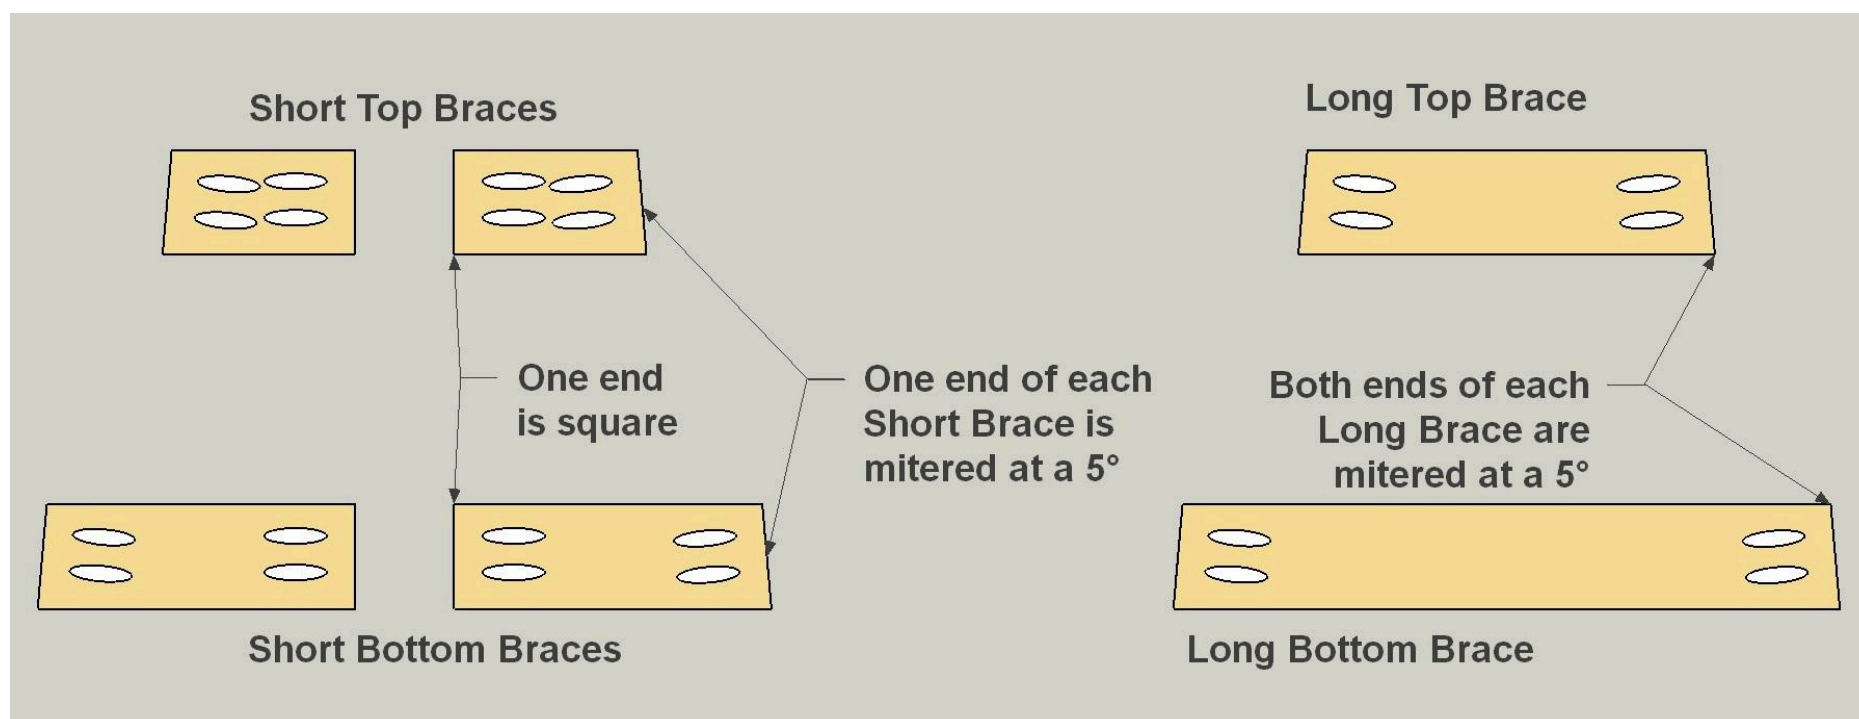 Short Top Braces
Long Top Brace
One end
is square
One end of each
Short Brace is
mitered at a 5°
Both ends of each
Long Brace are
mitered at a 5°
Short Bottom Braces
Long Bottom Brace